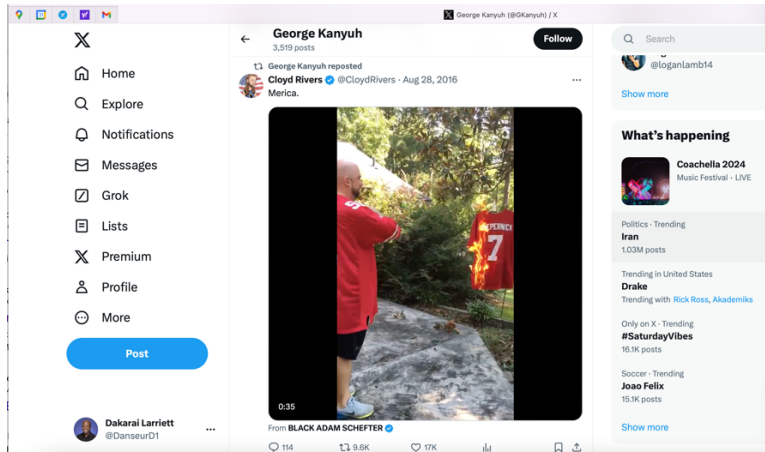 George Kanyuh (@GKanyuh) / X
Home
Explore
Notifications
Messages
Grok
Lists
Premium
Profile
More
Post
Dakarai Larriett
@DanseurD1
George Kanyuh
3,519 posts
Follow
George Kanyuh reposted
Cloyd Rivers @CloydRivers · Aug 28, 2016
Merica.
7
0:35
From BLACK ADAM SCHEFTER
114 9.6K 17K
Search
@loganlamb14
Show more
What's happening
Coachella 2024
Music Festival · LIVE
Politics · Trending
Iran
1.03M posts
Trending in United States
Drake
Trending with Rick Ross, Akademiks
Only on X · Trending
#SaturdayVibes
16.1K posts
Soccer · Trending
Joao Felix
15.1K posts
Show more